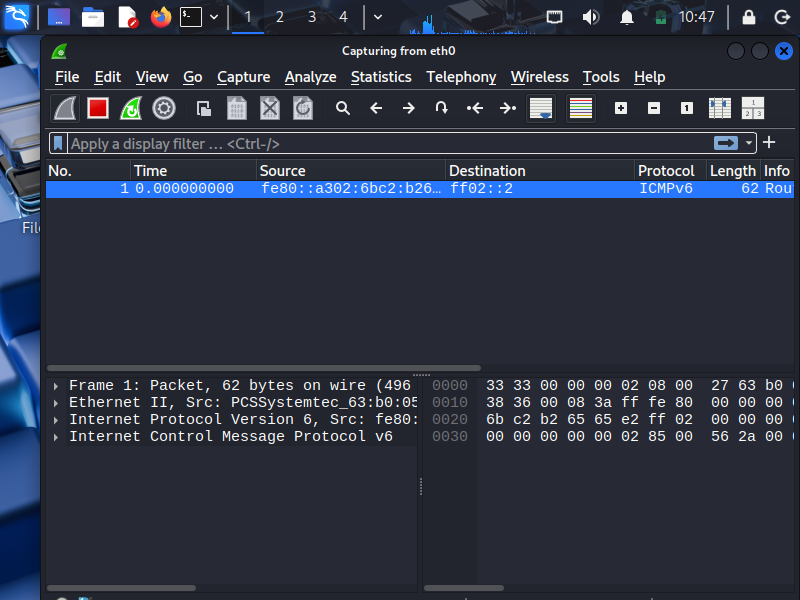 1 2 3 4 10:47
Capturing from eth0
File Edit View Go Capture Analyze Statistics Telephony Wireless Tools Help
Apply a display filter … <Ctrl-/>
No. Time Source Destination Protocol Length Info
1 0.000000000 fe80::a302:6bc2:b26… ff02::2 ICMPv6 62 Rou
Fil
Frame 1: Packet, 62 bytes on wire (496
Ethernet II, Src: PCSSystemtec_63:b0:05
Internet Protocol Version 6, Src: fe80:
Internet Control Message Protocol v6
0000 33 33 00 00 00 02 08 00 27 63 b0 0
0010 38 36 00 08 3a ff fe 80 00 00 00 0
0020 6b c2 b2 65 65 e2 ff 02 00 00 00 0
0030 00 00 00 00 00 02 85 00 56 2a 00 0